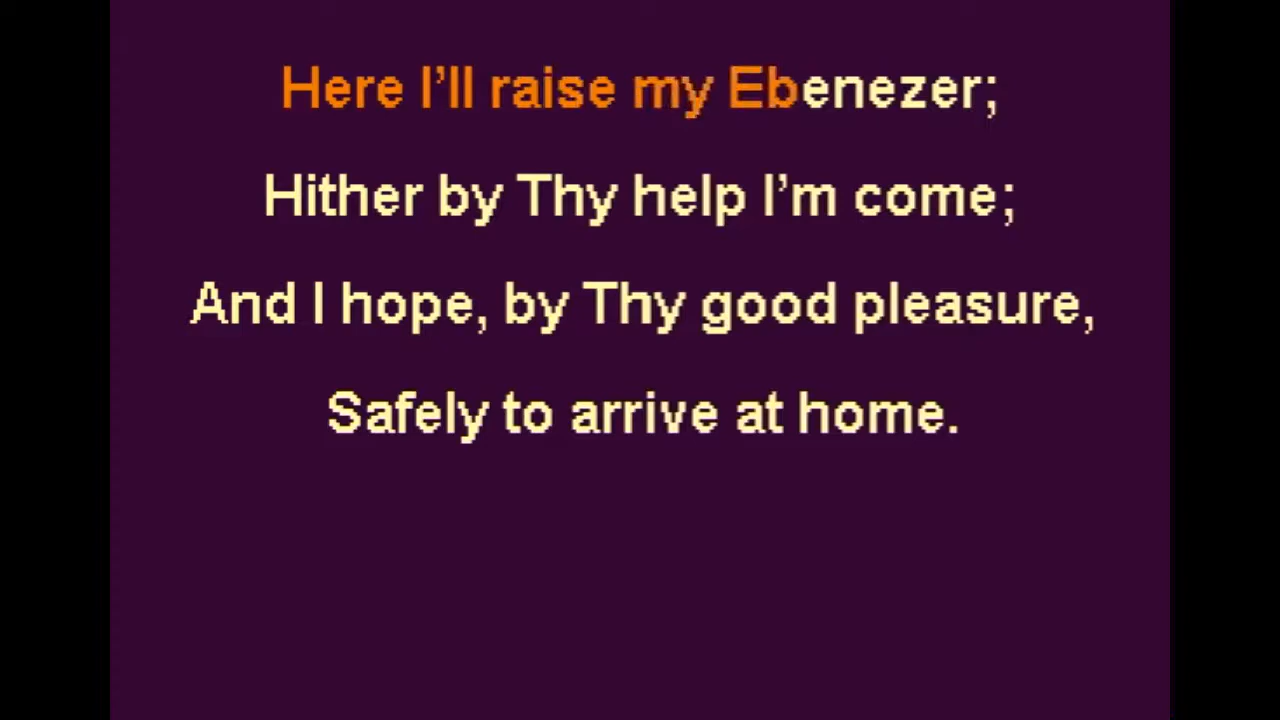 Here I’ll raise my Ebenezer;
Hither by Thy help I’m come;
And I hope, by Thy good pleasure,
Safely to arrive at home.